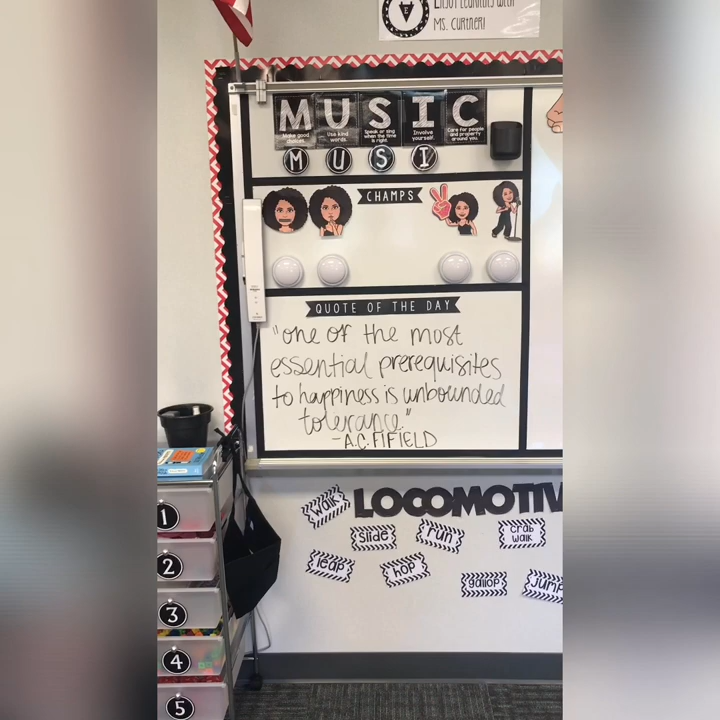 ENJOY LEARNING WITH
MS. CURTNER!
MUSIC
Make good choices.
Use kind words.
Speak or sing when the time is right.
Involve yourself.
Care for people and property around you.
M U S I
CHAMPS
QUOTE OF THE DAY
"one of the most
essential prerequisites
to happiness is unbounded
tolerance."
-A.C. FIFIELD
LOCOMOTIV
walk
slide
run
crab
walk
leap
hop
gallop
Jump
1
2
3
4
5